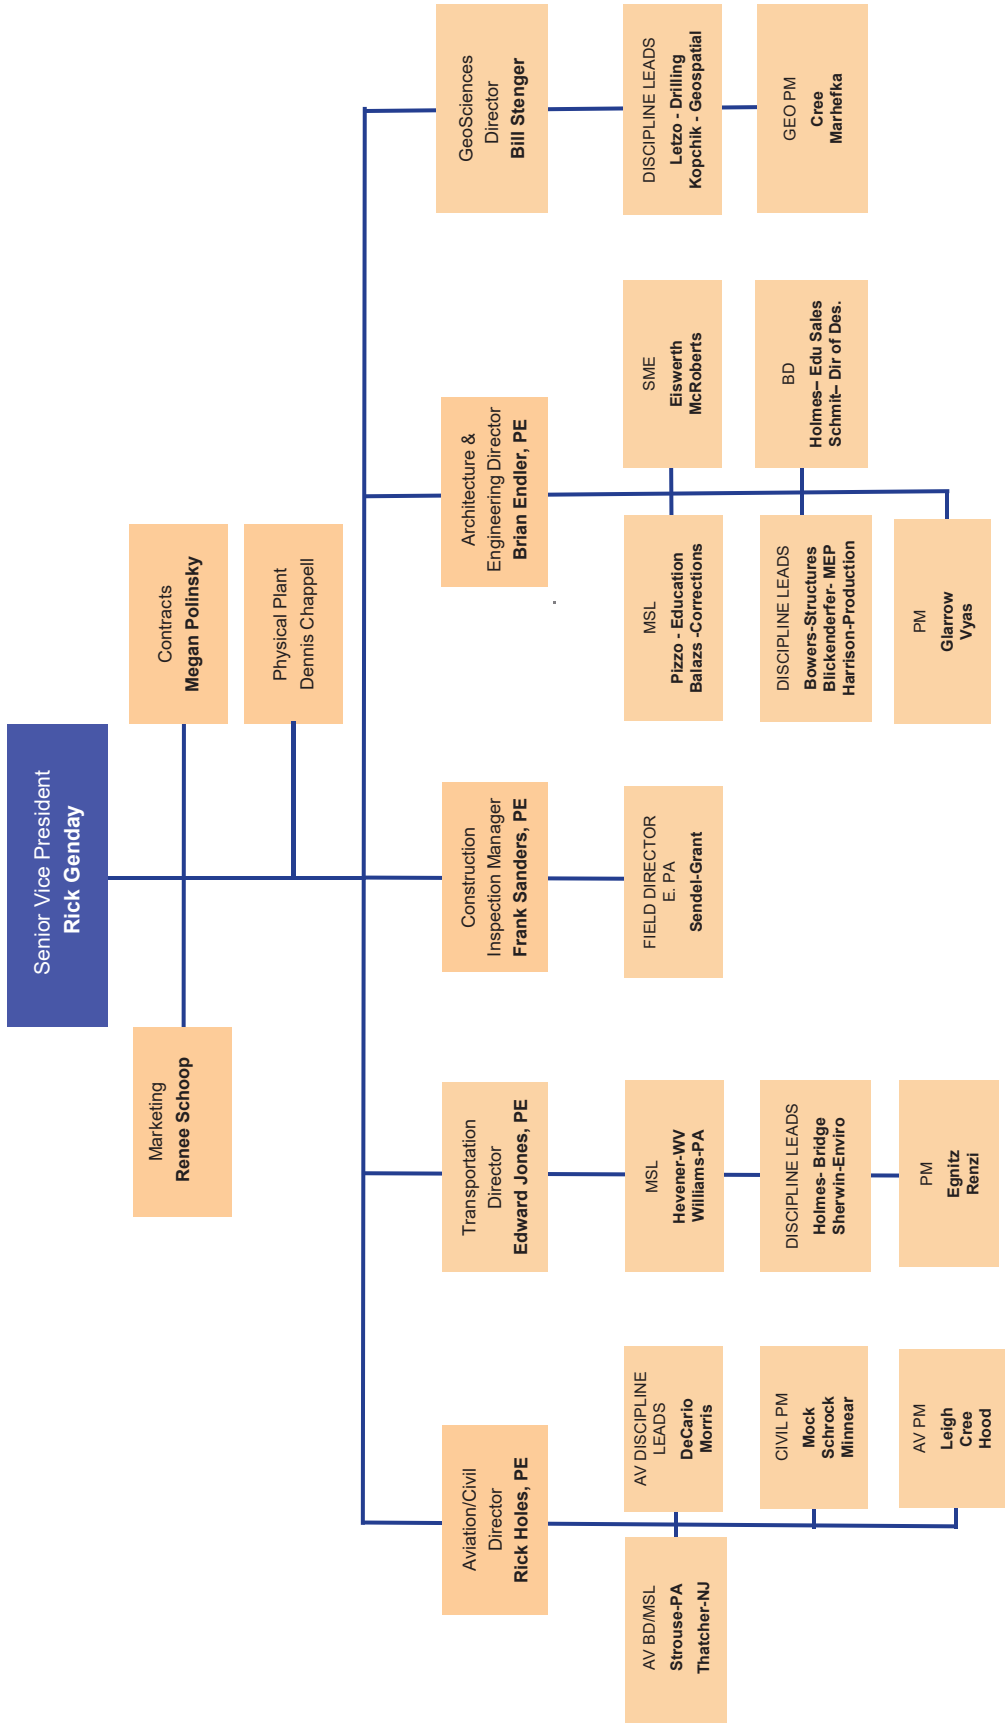 Senior Vice President
Rick Genday
Marketing
Renee Schoop
Contracts
Megan Polinsky
Physical Plant
Dennis Chappell
Aviation/Civil
Director
Rick Holes, PE
Transportation
Director
Edward Jones, PE
Construction
Inspection Manager
Frank Sanders, PE
Architecture &
Engineering Director
Brian Endler, PE
GeoSciences
Director
Bill Stenger
AV BD/MSL
Strouse-PA
Thatcher-NJ
AV DISCIPLINE
LEADS
DeCario
Morris
CIVIL PM
Mock
Schrock
Minnear
AV PM
Leigh
Cree
Hood
MSL
Hevener-WV
Williams-PA
DISCIPLINE LEADS
Holmes- Bridge
Sherwin-Enviro
PM
Egnitz
Renzi
FIELD DIRECTOR
E. PA
Sendel-Grant
MSL
Pizzo - Education
Balazs -Corrections
SME
Eiswerth
McRoberts
DISCIPLINE LEADS
Bowers-Structures
Blickenderfer- MEP
Harrison-Production
BD
Holmes– Edu Sales
Schmit– Dir of Des.
PM
Glarrow
Vyas
DISCIPLINE LEADS
Letzo - Drilling
Kopchik - Geospatial
GEO PM
Cree
Marhefka